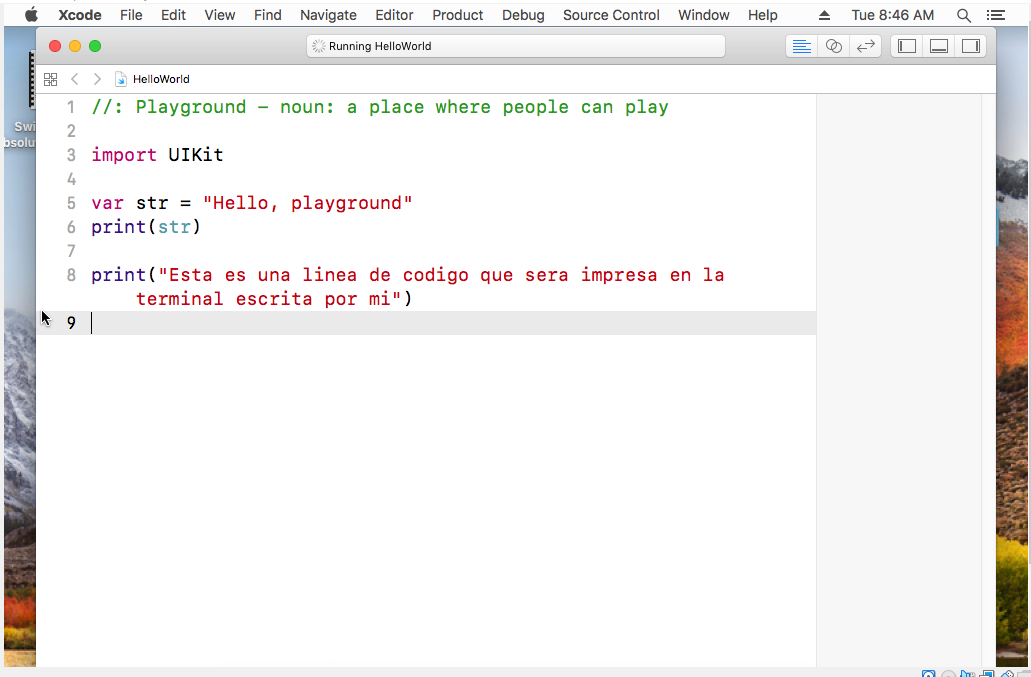 Xcode File Edit View Find Navigate Editor Product Debug Source Control Window Help Tue 8:46 AM
Running HelloWorld
HelloWorld
1 //: Playground – noun: a place where people can play
2
3 import UIKit
4
5 var str = "Hello, playground"
6 print(str)
7
8 print("Esta es una linea de codigo que sera impresa en la
terminal escrita por mi")
9
Swi
bsolu